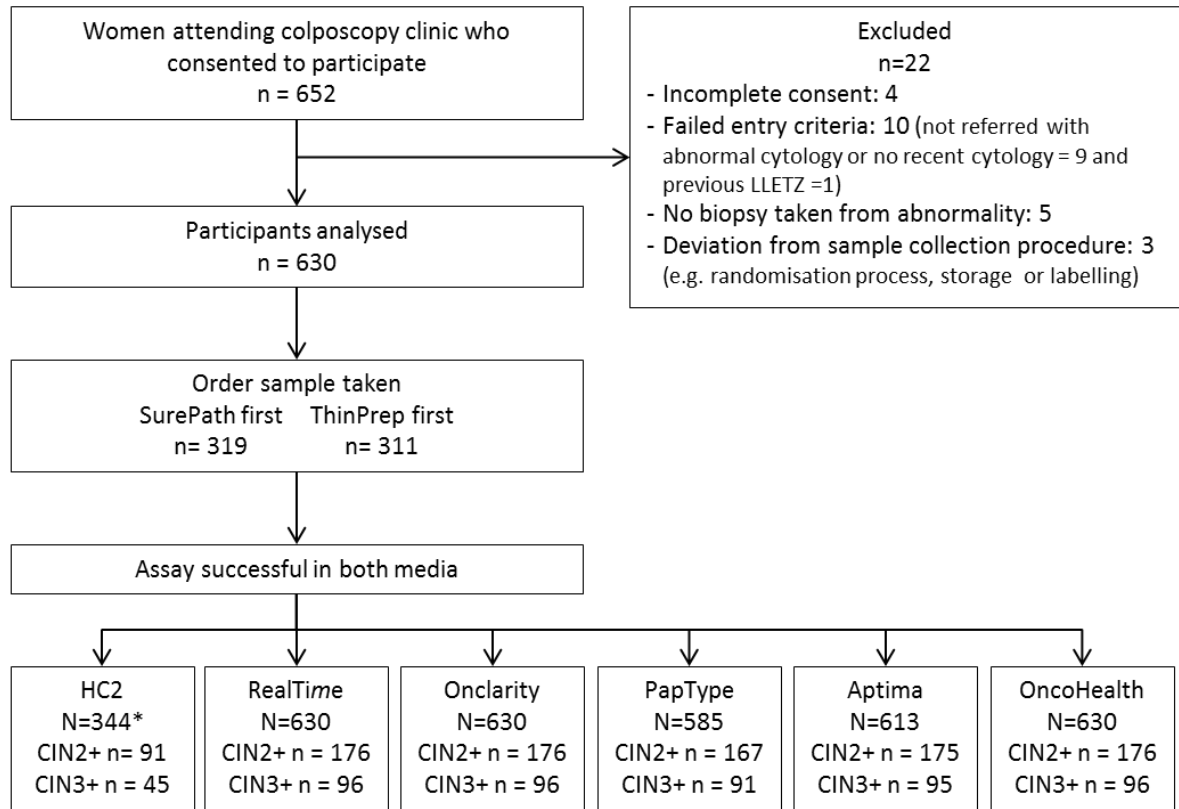 Women attending colposcopy clinic who
consented to participate
n = 652
Excluded
n=22
- Incomplete consent: 4
- Failed entry criteria: 10 (not referred with
abnormal cytology or no recent cytology = 9 and
previous LLETZ =1)
- No biopsy taken from abnormality: 5
- Deviation from sample collection procedure: 3
(e.g. randomisation process, storage or labelling)
Participants analysed
n = 630
Order sample taken
SurePath first ThinPrep first
n= 319 n= 311
Assay successful in both media
HC2
N=344*
CIN2+ n= 91
CIN3+ n = 45
RealTime
N=630
CIN2+ n = 176
CIN3+ n = 96
Onclarity
N=630
CIN2+ n = 176
CIN3+ n = 96
PapType
N=585
CIN2+ n = 167
CIN3+ n = 91
Aptima
N=613
CIN2+ n = 175
CIN3+ n = 95
OncoHealth
N=630
CIN2+ n = 176
CIN3+ n = 96